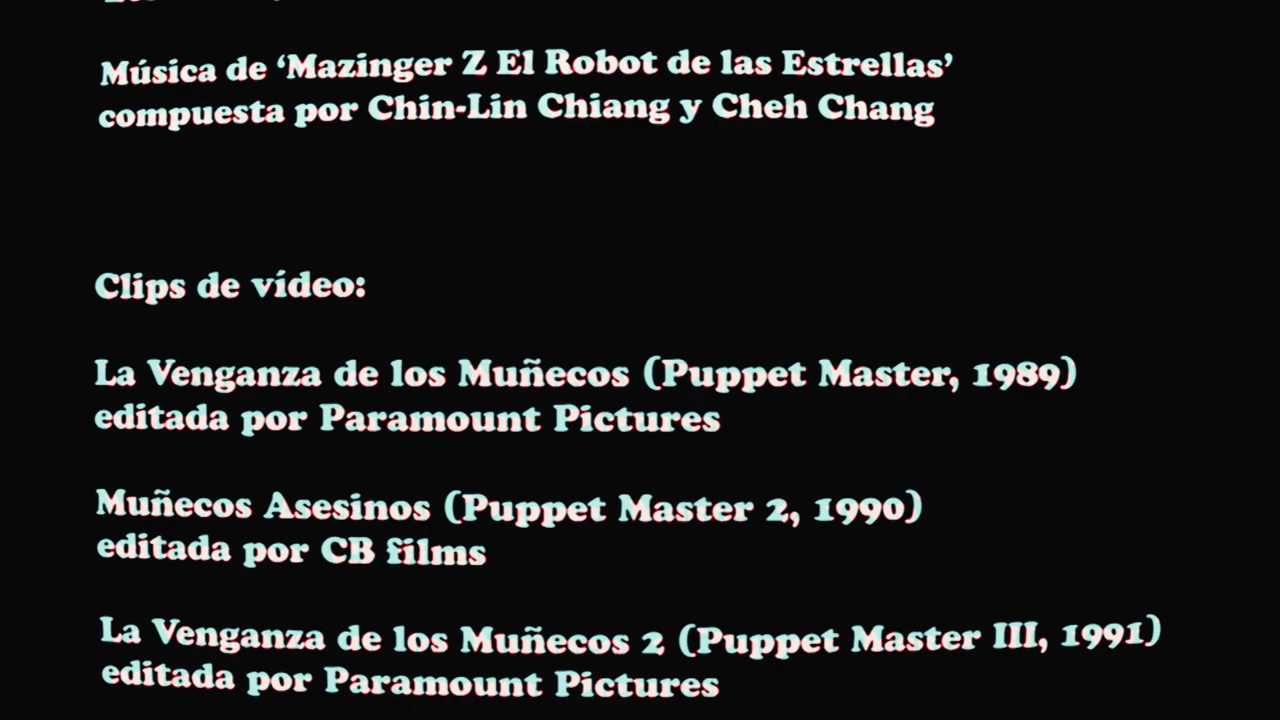 Música de ‘Mazinger Z El Robot de las Estrellas’
compuesta por Chin-Lin Chiang y Cheh Chang
Clips de vídeo:
La Venganza de los Muñecos (Puppet Master, 1989)
editada por Paramount Pictures
Muñecos Asesinos (Puppet Master 2, 1990)
editada por CB films
La Venganza de los Muñecos 2 (Puppet Master III, 1991)
editada por Paramount Pictures